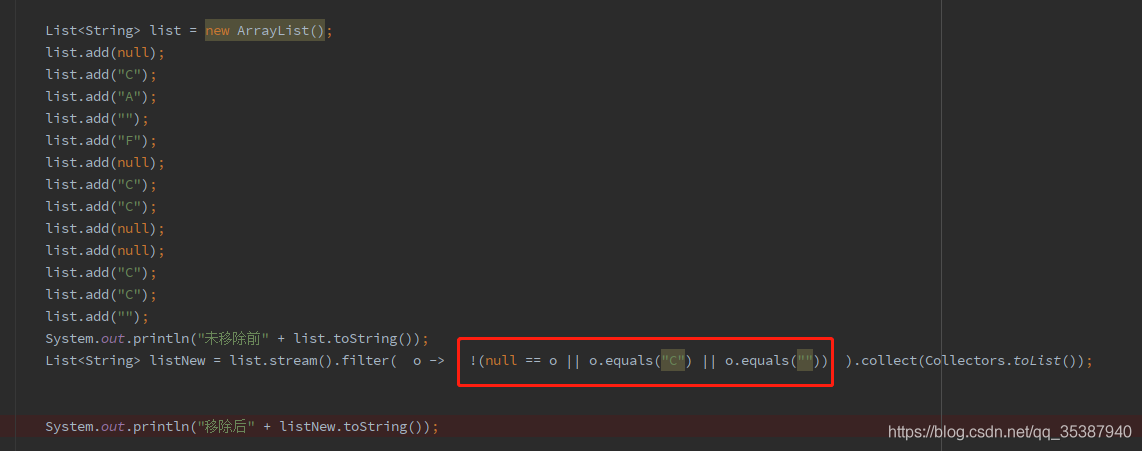 List<String> list = new ArrayList();
list.add(null);
list.add("C");
list.add("A");
list.add("");
list.add("F");
list.add(null);
list.add("C");
list.add("C");
list.add(null);
list.add(null);
list.add("C");
list.add("C");
list.add("");
System.out.println("未移除前" + list.toString());
List<String> listNew = list.stream().filter( o -> !(null == o || o.equals("C") || o.equals("")) ).collect(Collectors.toList());
System.out.println("移除后" + listNew.toString());
https://blog.csdn.net/qq_35387940